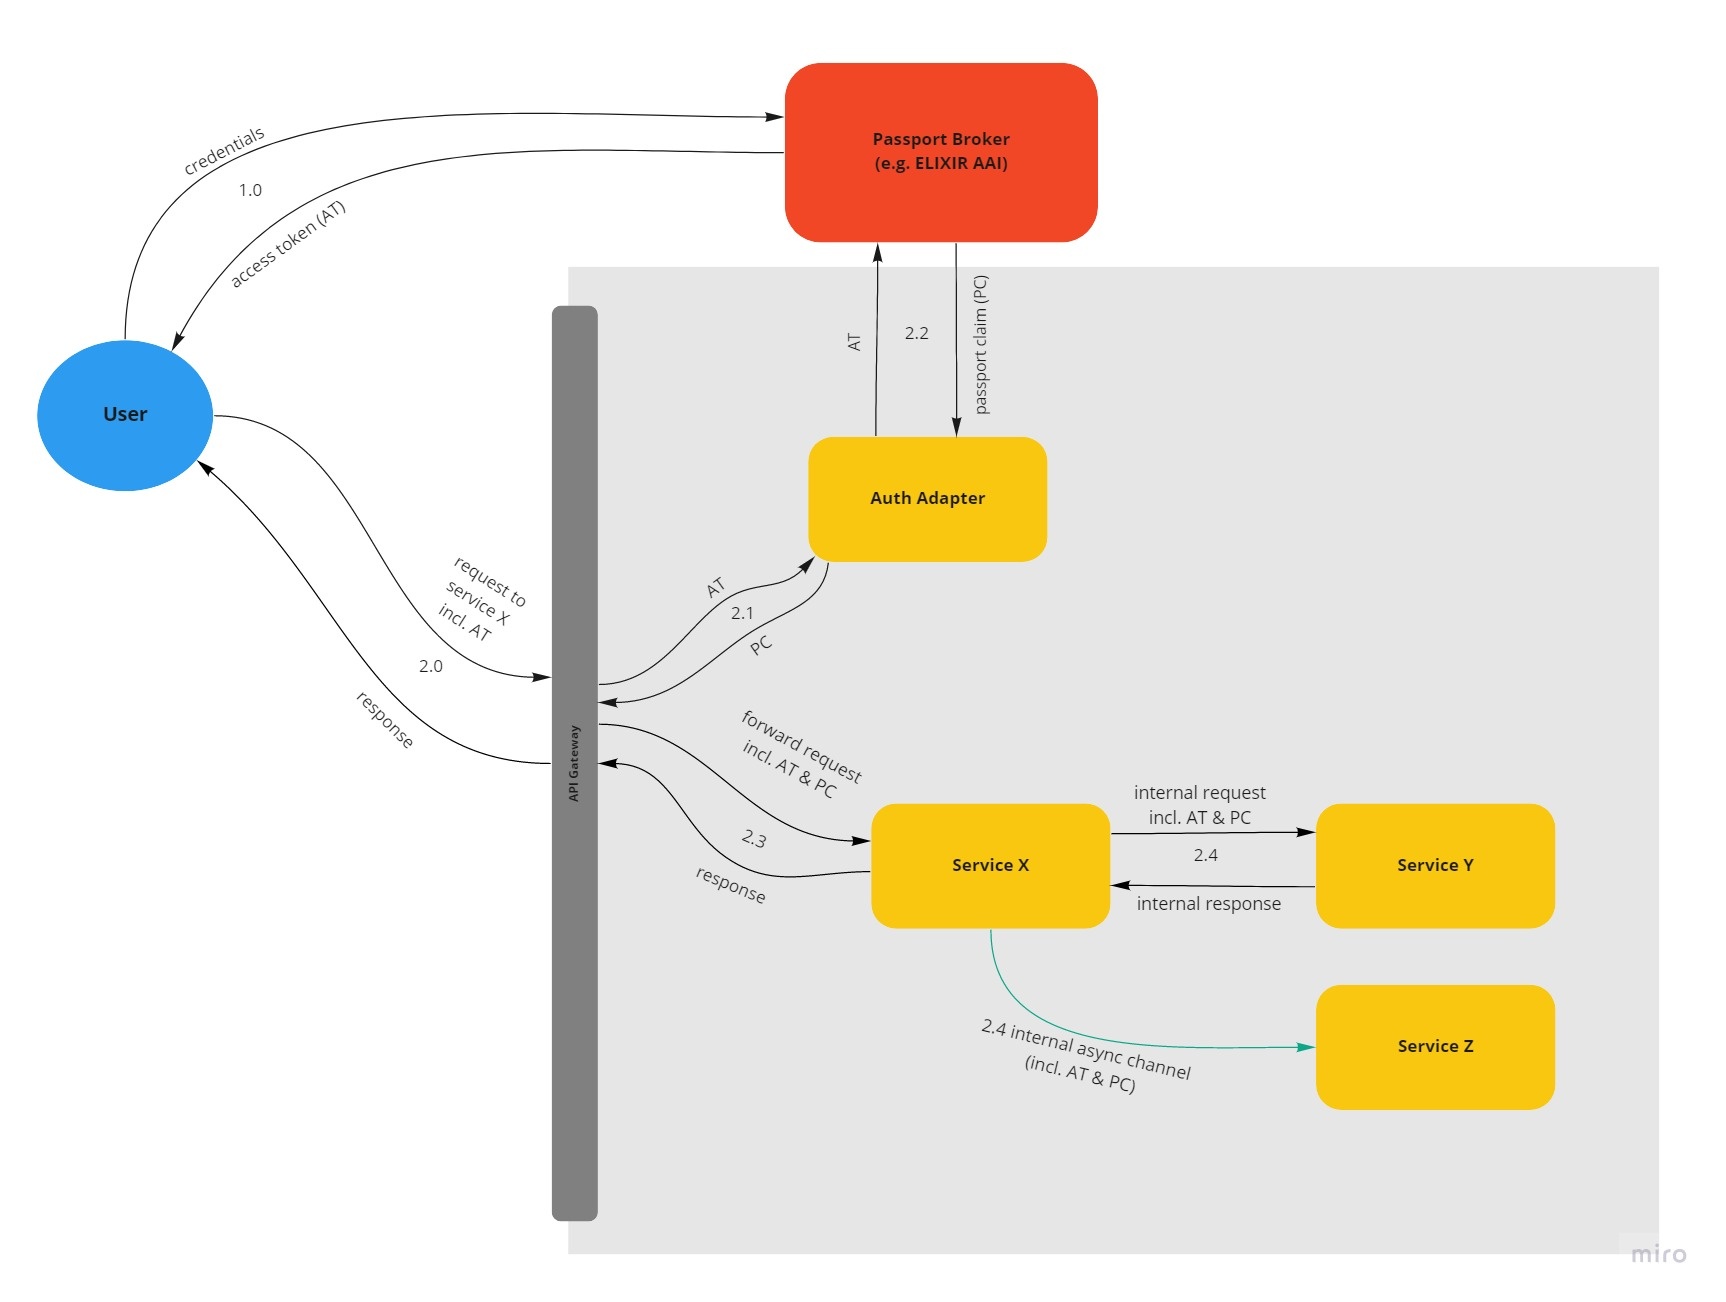 Passport Broker
(e.g. ELIXIR AAI)
credentials
1.0
access token (AT)
AT
2.2
passport claim (PC)
User
Auth Adapter
request to
service X
incl. AT
2.0
response
AT
2.1
PC
API Gateway
forward request
incl. AT & PC
2.3
response
internal request
incl. AT & PC
2.4
internal response
Service X
Service Y
2.4 internal async channel
(incl. AT & PC)
Service Z
miro